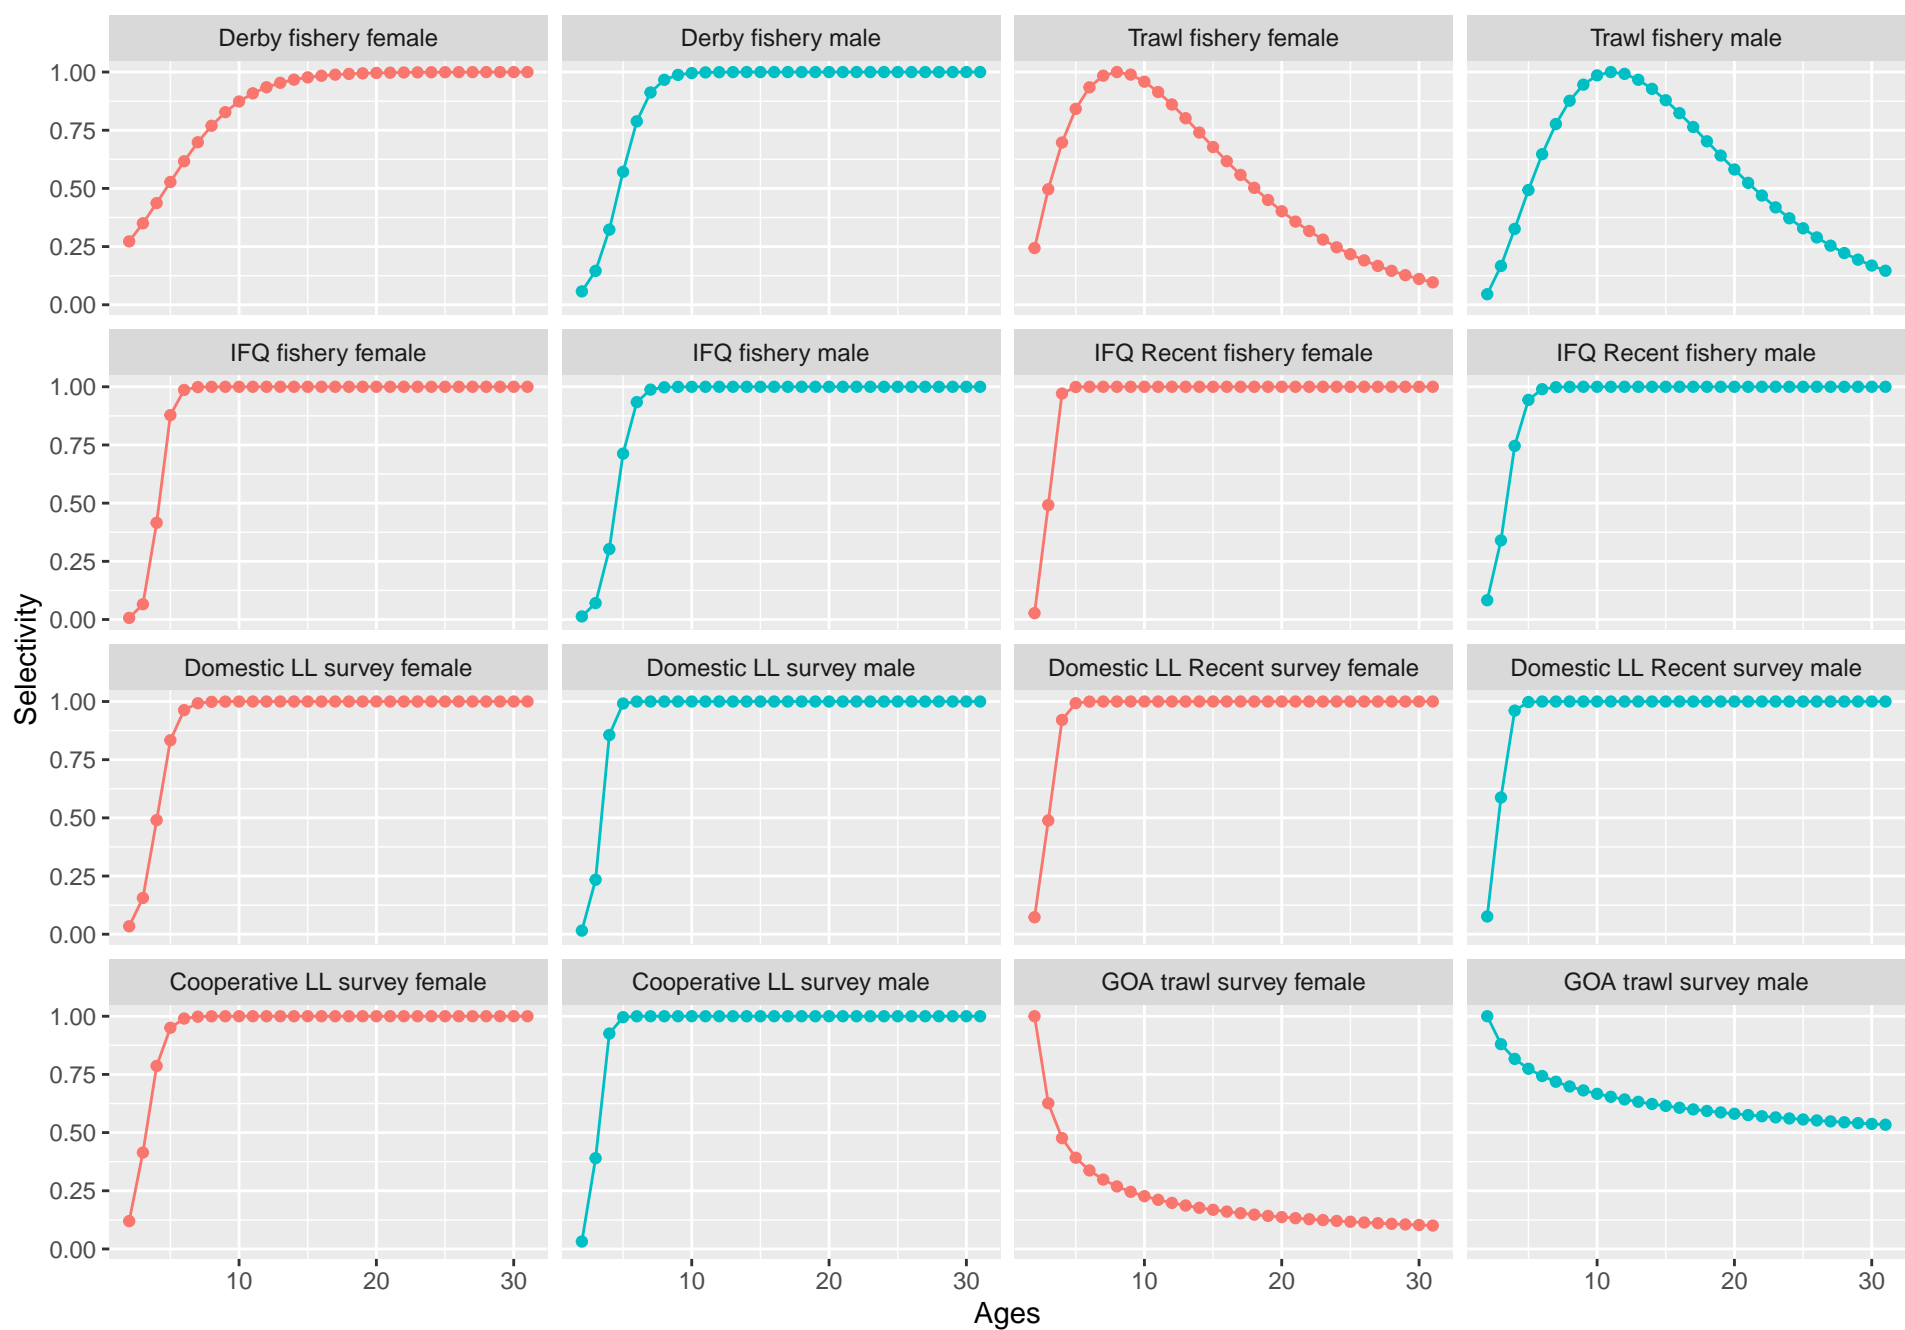 Derby fishery female
Derby fishery male
Trawl fishery female
Trawl fishery male
1.00
0.75
0.50
0.25
0.00
IFQ fishery female
IFQ fishery male
IFQ Recent fishery female
IFQ Recent fishery male
1.00
0.75
0.50
0.25
0.00
Selectivity
Domestic LL survey female
Domestic LL survey male
Domestic LL Recent survey female
Domestic LL Recent survey male
1.00
0.75
0.50
0.25
0.00
Cooperative LL survey female
Cooperative LL survey male
GOA trawl survey female
GOA trawl survey male
1.00
0.75
0.50
0.25
0.00
10 20 30
10 20 30
10 20 30
10 20 30
Ages